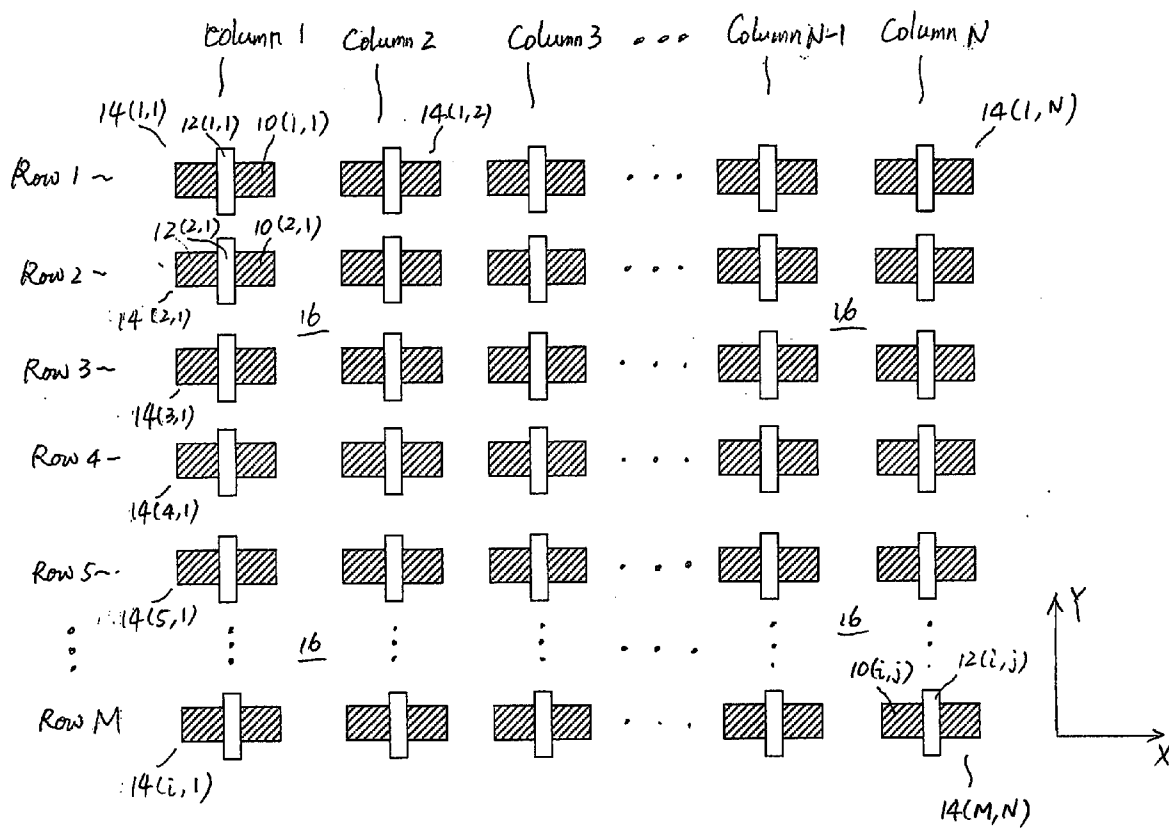 Column 1 Column 2 Column 3 • • • Column N-1 Column N
14(1,1) 12(1,1) 10(1,1) 14(1,2) 14(1,N)
Row 1 ~ • • •
12(2,1) 10(2,1)
Row 2 ~ • • •
14(2,1) 16 16
Row 3 ~ • • •
14(3,1)
Row 4 - • • •
14(4,1)
Row 5 ~ • • •
14(5,1) 16 16 Y
10(i,j) 12(i,j)
Row M • • •
X
14(i,1)
14(M,N)